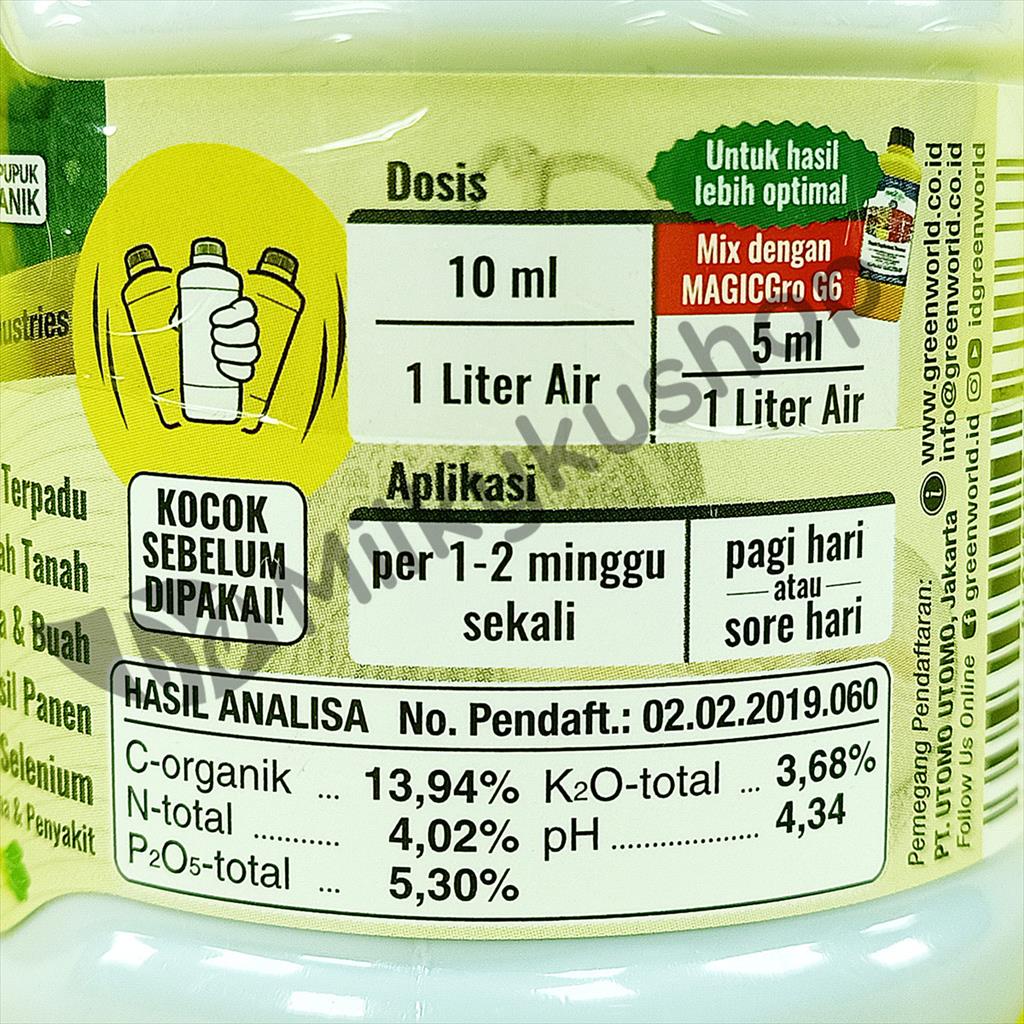 PUPUK
ANIK
ustries
Terpadu
ah Tanah
a & Buah
sil Panen
Selenium
a & Penyakit
KOCOK
SEBELUM
DIPAKAI!
Dosis
10 ml
1 Liter Air
Untuk hasil
lebih optimal
Mix dengan
MAGICGro G6
5 ml
1 Liter Air
Aplikasi
per 1-2 minggu
sekali
pagi hari
atau
sore hari
HASIL ANALISA No. Pendaft.: 02.02.2019.060
C-organik ... 13,94% K2O-total ... 3,68%
N-total .......... 4,02% pH ................ 4,34
P2O5-total ... 5,30%
Pemegang Pendaftaran:
PT. UTOMO UTOMO, Jakarta
Follow Us Online
www.greenworld.co.id
info@greenworld.co.id
greenworld.id
idgreenworld
Milkykushop